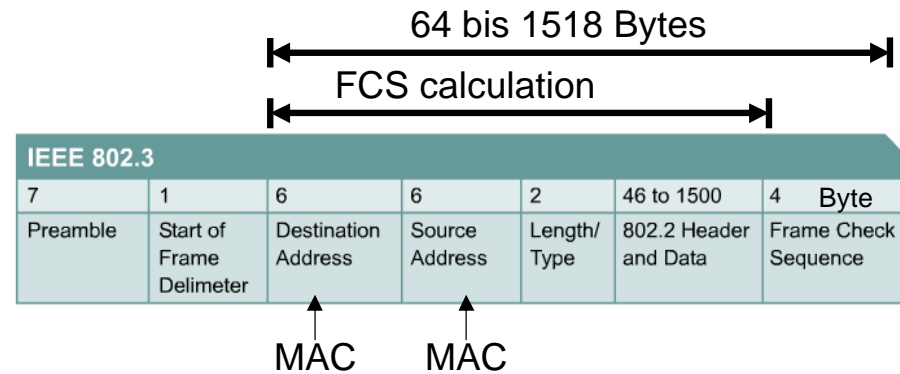 64 bis 1518 Bytes
FCS calculation
IEEE 802.3
7 1 6 6 2 46 to 1500 4 Byte
Preamble Start of Destination Source Length/ 802.2 Header Frame Check
Frame Address Address Type and Data Sequence
Delimeter
MAC MAC